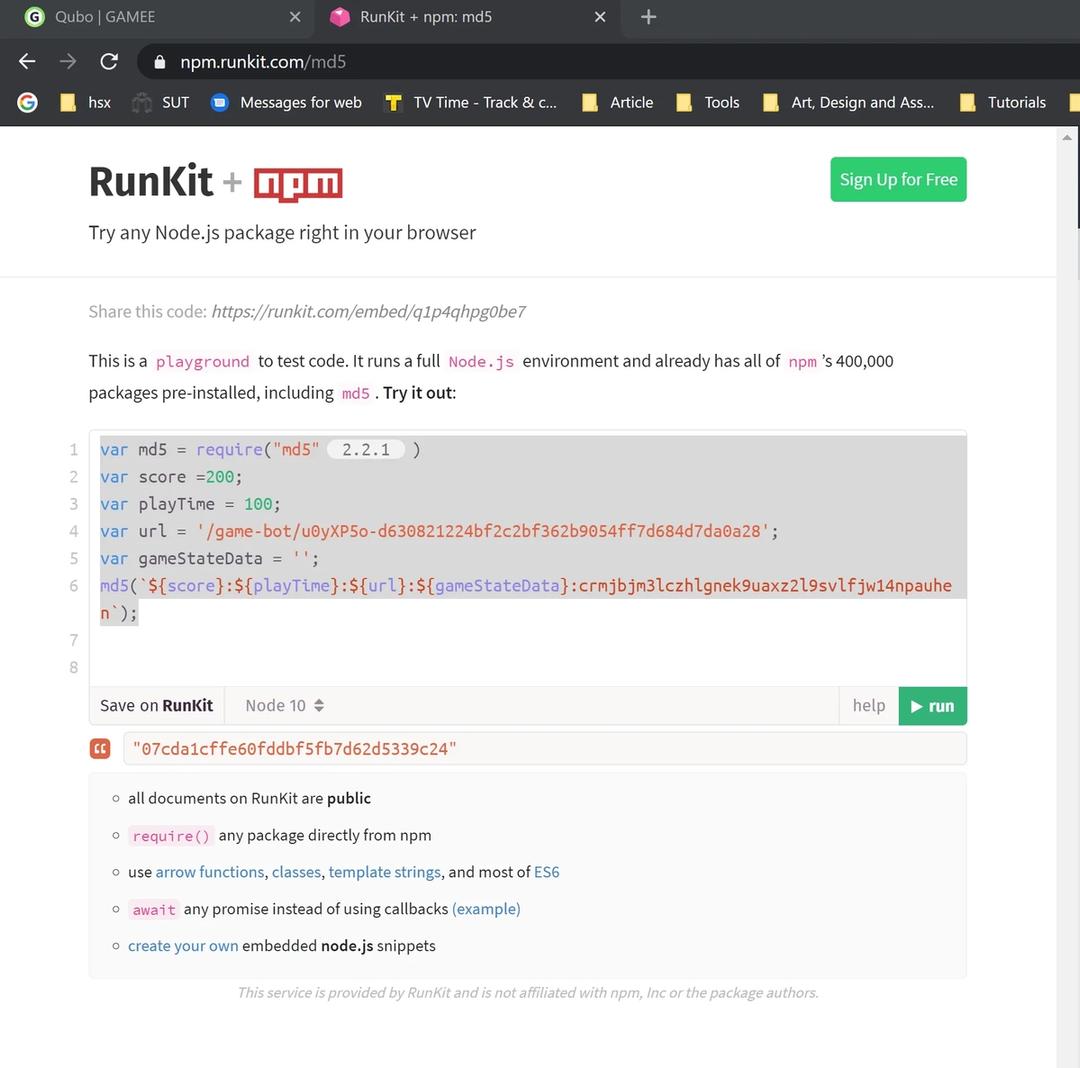 Qubo | GAMEE
RunKit + npm: md5
npm.runkit.com/md5
hsx SUT Messages for web TV Time - Track & c... Article Tools Art, Design and Ass... Tutorials
RunKit + npm
Sign Up for Free
Try any Node.js package right in your browser
Share this code: https://runkit.com/embed/q1p4qhpg0be7
This is a playground to test code. It runs a full Node.js environment and already has all of npm 's 400,000
packages pre-installed, including md5 . Try it out:
1 var md5 = require("md5" 2.2.1 )
2 var score =200;
3 var playTime = 100;
4 var url = '/game-bot/u0yXP5o-d630821224bf2c2bf362b9054ff7d684d7da0a28';
5 var gameStateData = '';
6 md5(`${score}:${playTime}:${url}:${gameStateData}:crmjbjm3lczhlgnek9uaxz2l9svlfjw14npauhe
n`);
7
8
Save on RunKit Node 10 help run
"07cda1cffe60fddbf5fb7d62d5339c24"
all documents on RunKit are public
require() any package directly from npm
use arrow functions, classes, template strings, and most of ES6
await any promise instead of using callbacks (example)
create your own embedded node.js snippets
This service is provided by RunKit and is not affiliated with npm, Inc or the package authors.